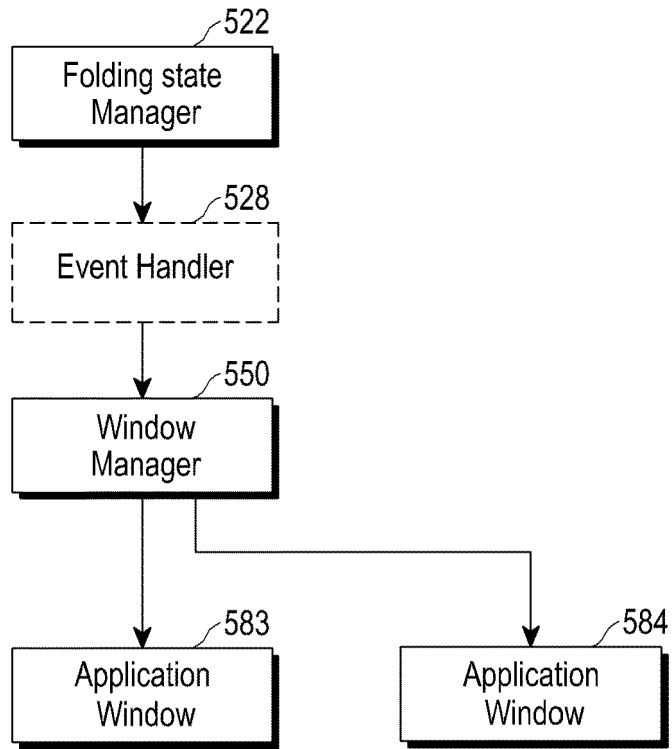 522
Folding state
Manager
528
Event Handler
550
Window
Manager
583
Application
Window
584
Application
Window